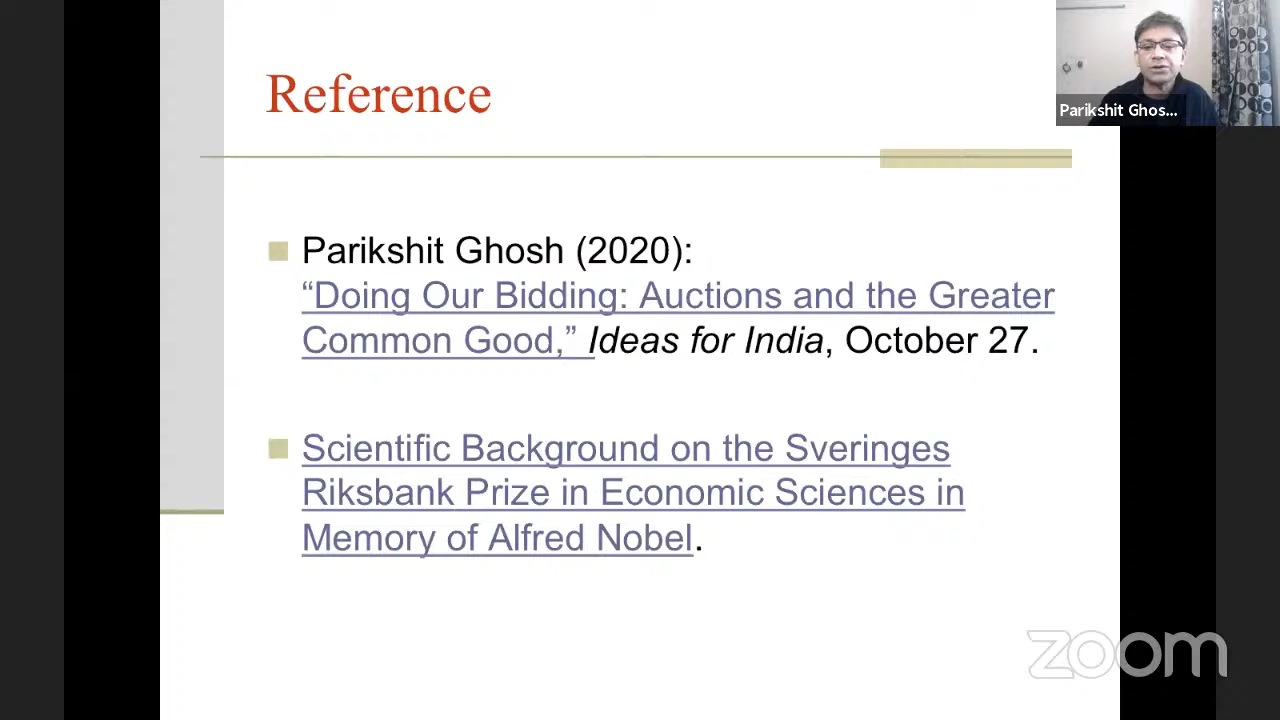 Reference
Parikshit Ghos...
Parikshit Ghosh (2020):
“Doing Our Bidding: Auctions and the Greater
Common Good,” Ideas for India, October 27.
Scientific Background on the Sveringes
Riksbank Prize in Economic Sciences in
Memory of Alfred Nobel.
zoom